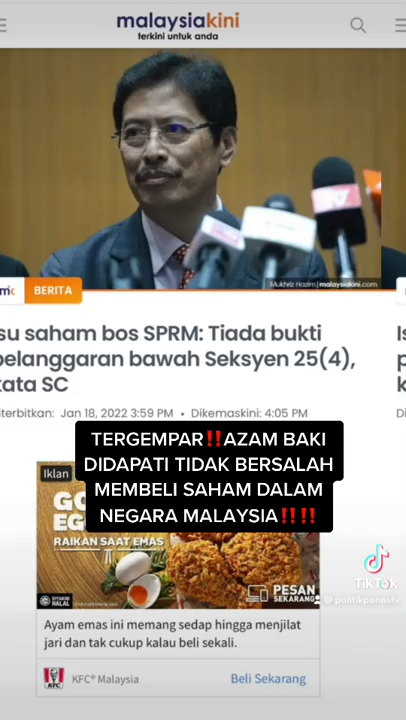 malaysiakini
terkini untuk anda
Mukhriz Hazim | malaysiakini.com
BERITA
su saham bos SPRM: Tiada bukti
pelanggaran bawah Seksyen 25(4),
kata SC
Diterbitkan: Jan 18, 2022 3:59 PM • Dikemaskini: 4:05 PM
TERGEMPAR‼️AZAM BAKI
DIDAPATI TIDAK BERSALAH
MEMBELI SAHAM DALAM
NEGARA MALAYSIA‼️‼️
Iklan
GO
EG
RAIKAN SAAT EMAS
PESAN
SEKARANG
TikTok
@politikpanastv
Ayam emas ini memang sedap hingga menjilat
jari dan tak cukup kalau beli sekali.
KFC
KFC® Malaysia
Beli Sekarang